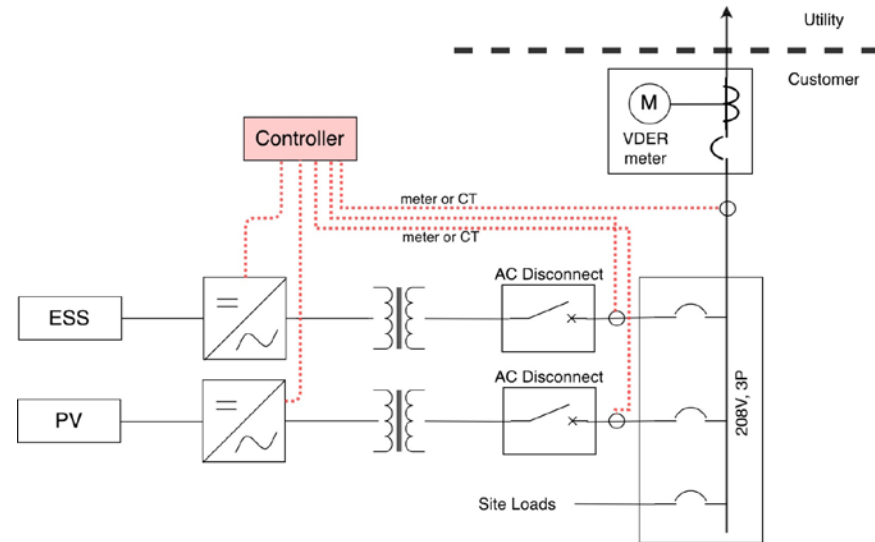 Utility
Customer
M
VDER
meter
Controller
meter or CT
meter or CT
AC Disconnect
ESS
AC Disconnect
PV
208V, 3P
Site Loads